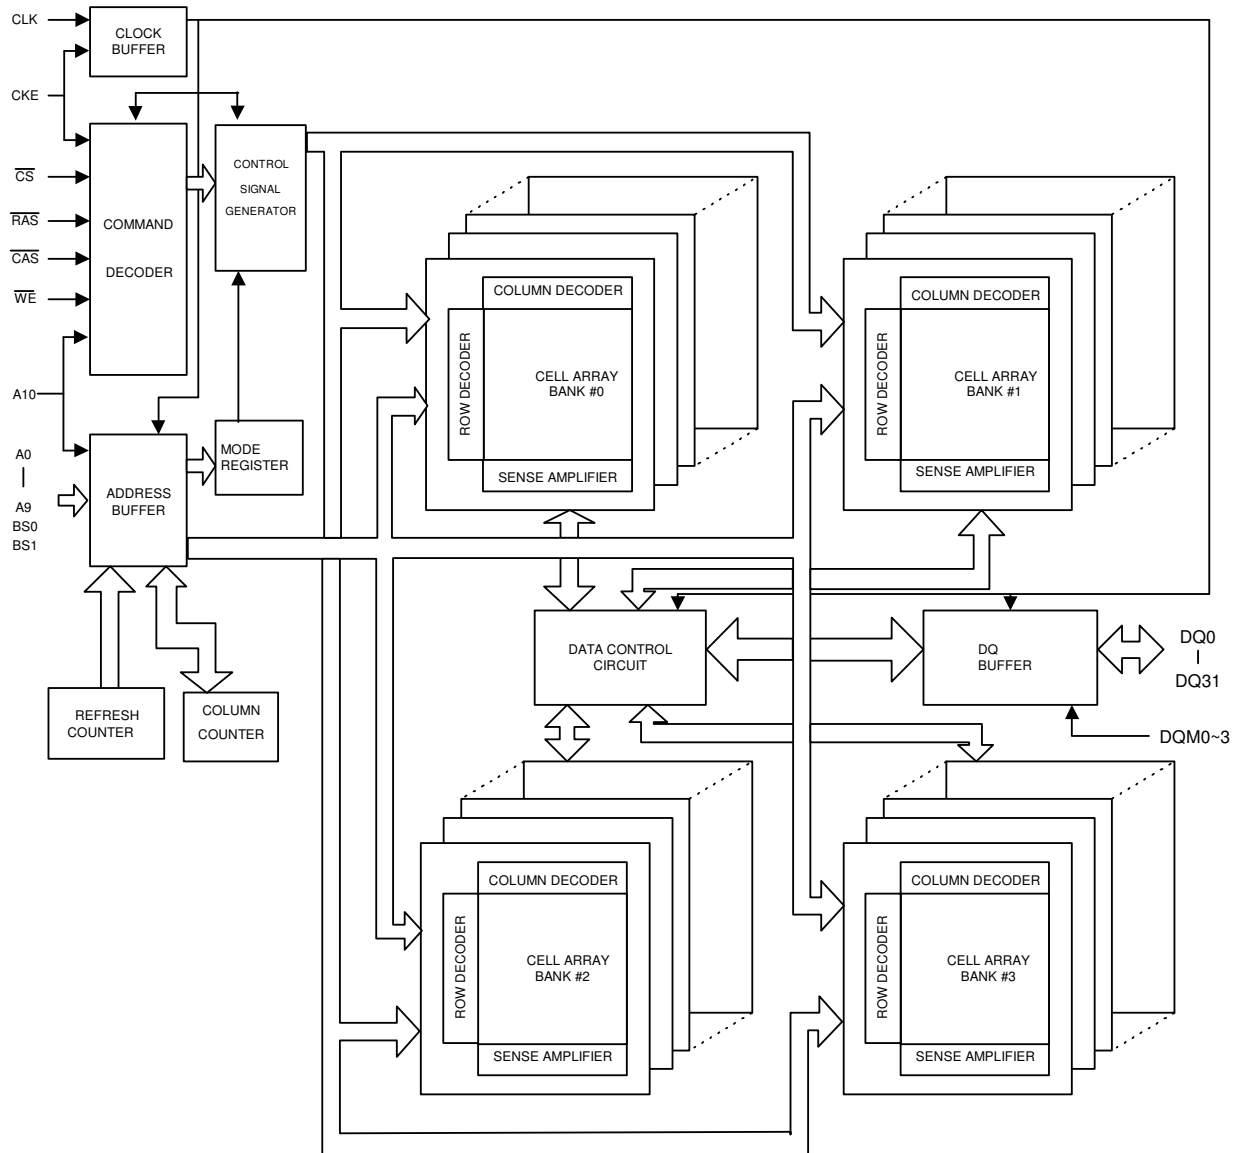 CLK
CLOCK
BUFFER
CKE
CS
RAS
CAS
WE
A10
COMMAND
DECODER
CONTROL
SIGNAL
GENERATOR
A0
A9
BS0
BS1
ADDRESS
BUFFER
MODE
REGISTER
REFRESH
COUNTER
COLUMN
COUNTER
COLUMN DECODER
ROW DECODER
CELL ARRAY
BANK #0
SENSE AMPLIFIER
COLUMN DECODER
ROW DECODER
CELL ARRAY
BANK #1
SENSE AMPLIFIER
DATA CONTROL
CIRCUIT
DQ
BUFFER
DQ0
DQ31
DQM0~3
COLUMN DECODER
ROW DECODER
CELL ARRAY
BANK #2
SENSE AMPLIFIER
COLUMN DECODER
ROW DECODER
CELL ARRAY
BANK #3
SENSE AMPLIFIER